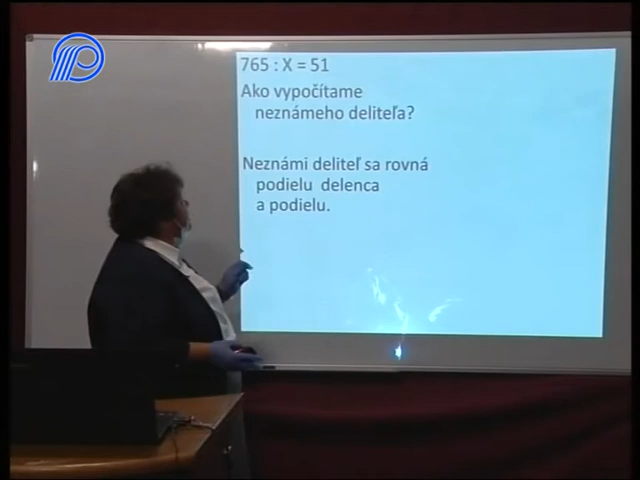 765 : X = 51
Ako vypočítame
neznámeho deliteľa?
Neznámi deliteľ sa rovná
podielu delenca
a podielu.